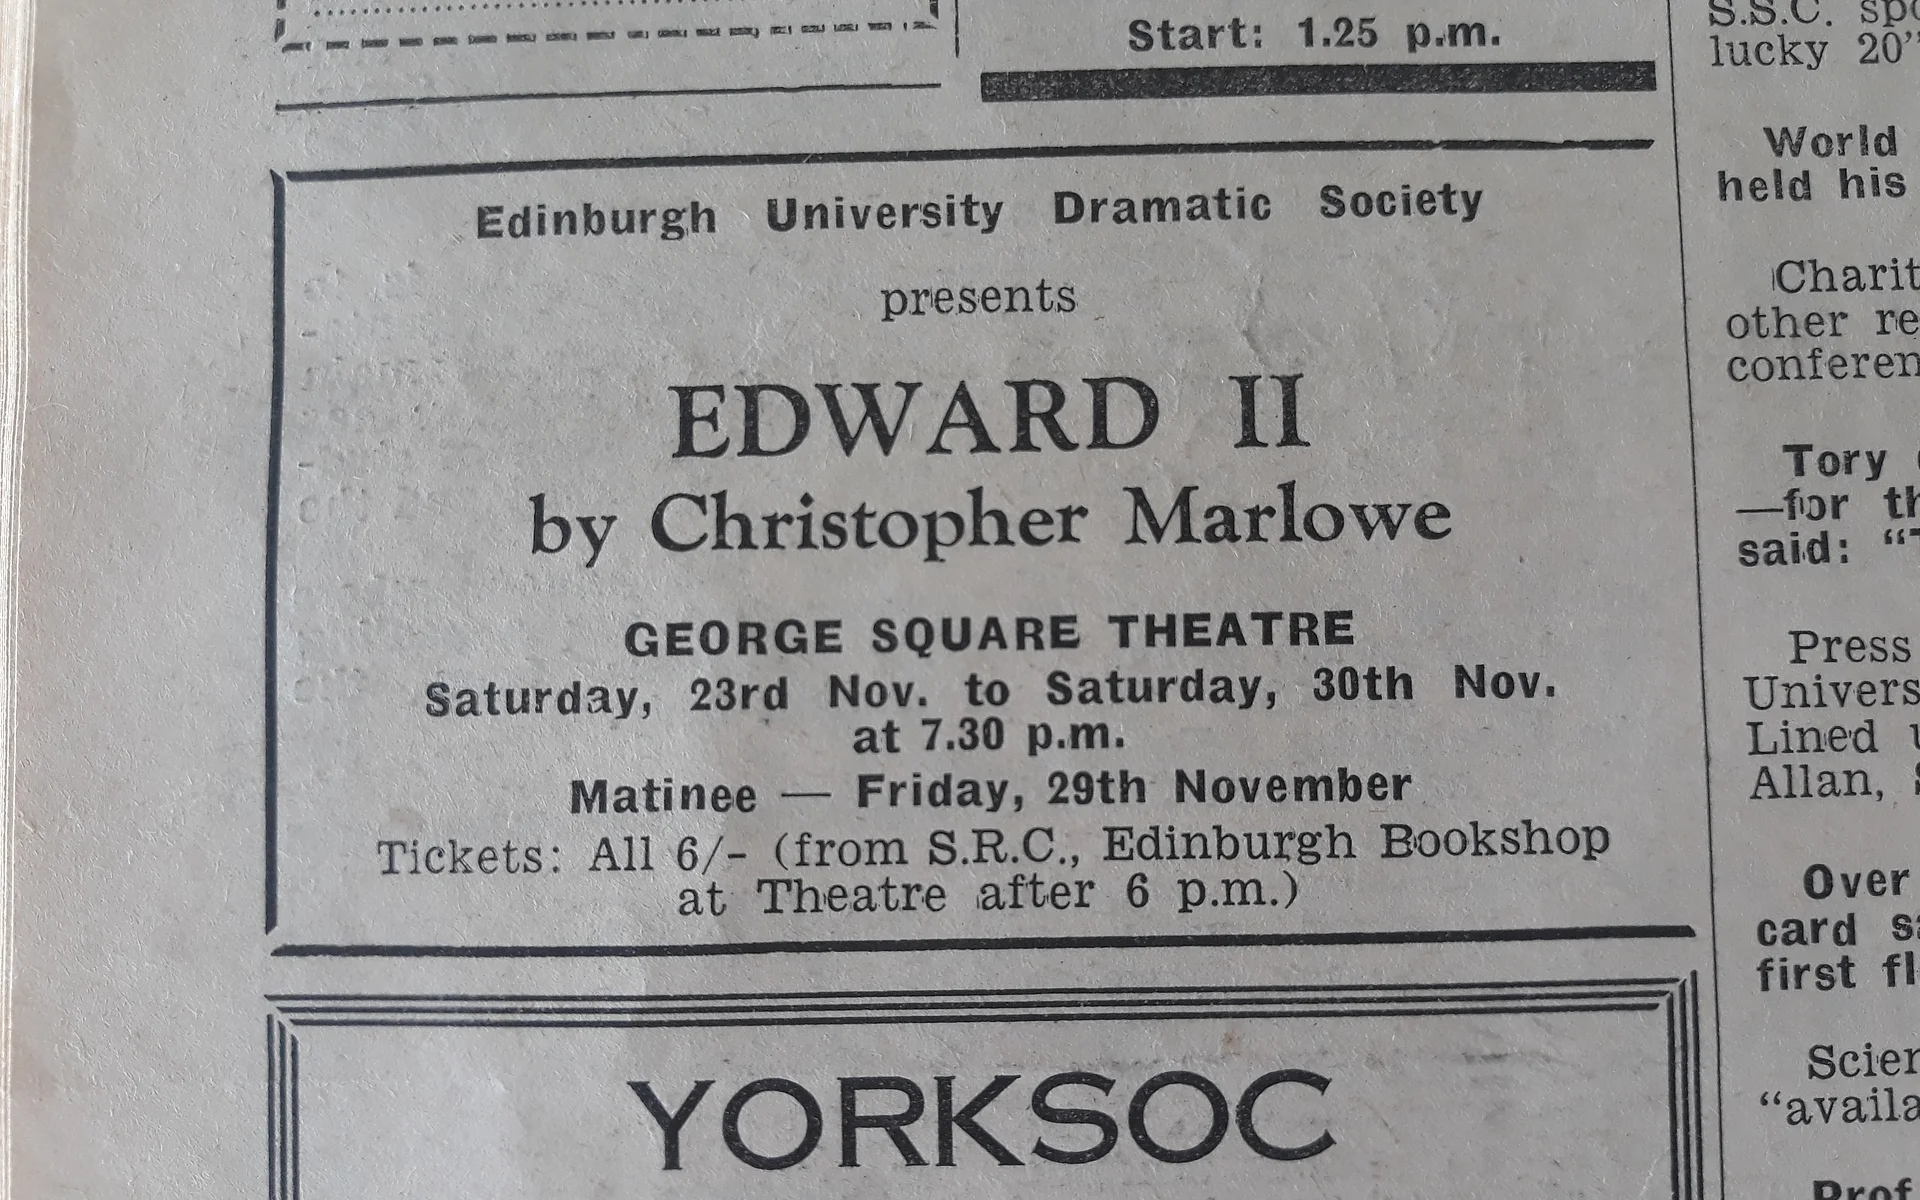 Start: 1.25 p.m.
Edinburgh University Dramatic Society
presents
EDWARD II
by Christopher Marlowe
GEORGE SQUARE THEATRE
Saturday, 23rd Nov. to Saturday, 30th Nov.
at 7.30 p.m.
Matinee — Friday, 29th November
Tickets: All 6/- (from S.R.C., Edinburgh Bookshop
at Theatre after 6 p.m.)
YORKSOC
S.S.C.
lucky 20"
World
held his
other
Tory
—for
said:
Press
Lined
Allan,
Over
card
first